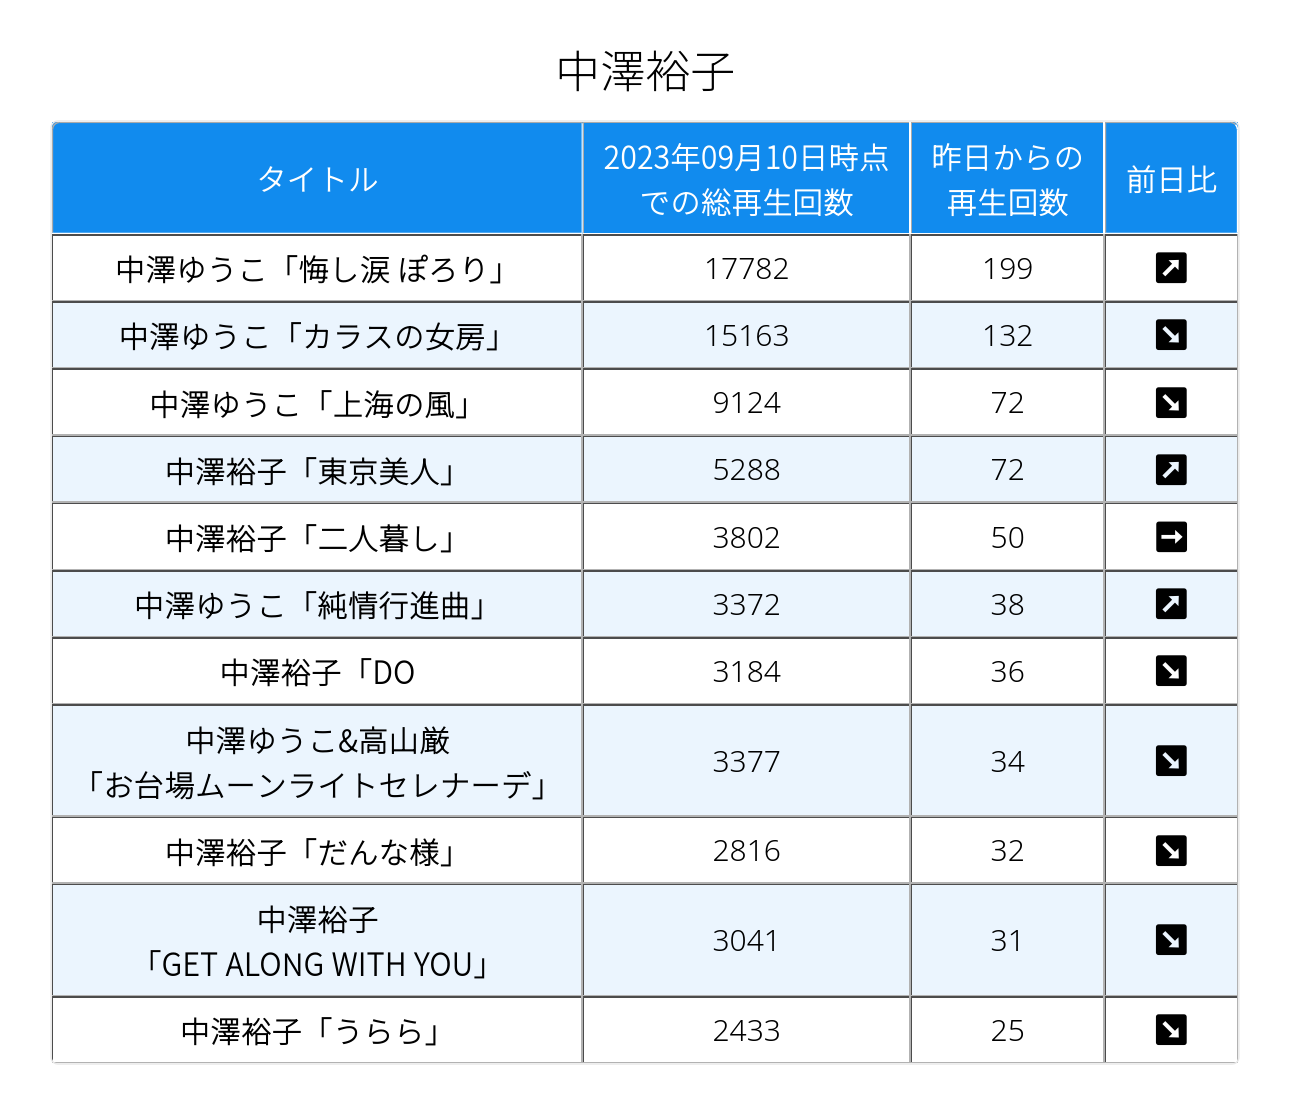 中澤裕子
タイトル
2023年09月10日時点
での総再生回数
昨日からの
再生回数
前日比
中澤ゆうこ「悔し涙 ぽろり」 17782 199
中澤ゆうこ「カラスの女房」 15163 132
中澤ゆうこ「上海の風」 9124 72
中澤裕子「東京美人」 5288 72
中澤裕子「二人暮し」 3802 50
中澤ゆうこ「純情行進曲」 3372 38
中澤裕子「DO 3184 36
中澤ゆうこ&高山厳
「お台場ムーンライトセレナーデ」 3377 34
中澤裕子「だんな様」 2816 32
中澤裕子
「GET ALONG WITH YOU」 3041 31
中澤裕子「うらら」 2433 25